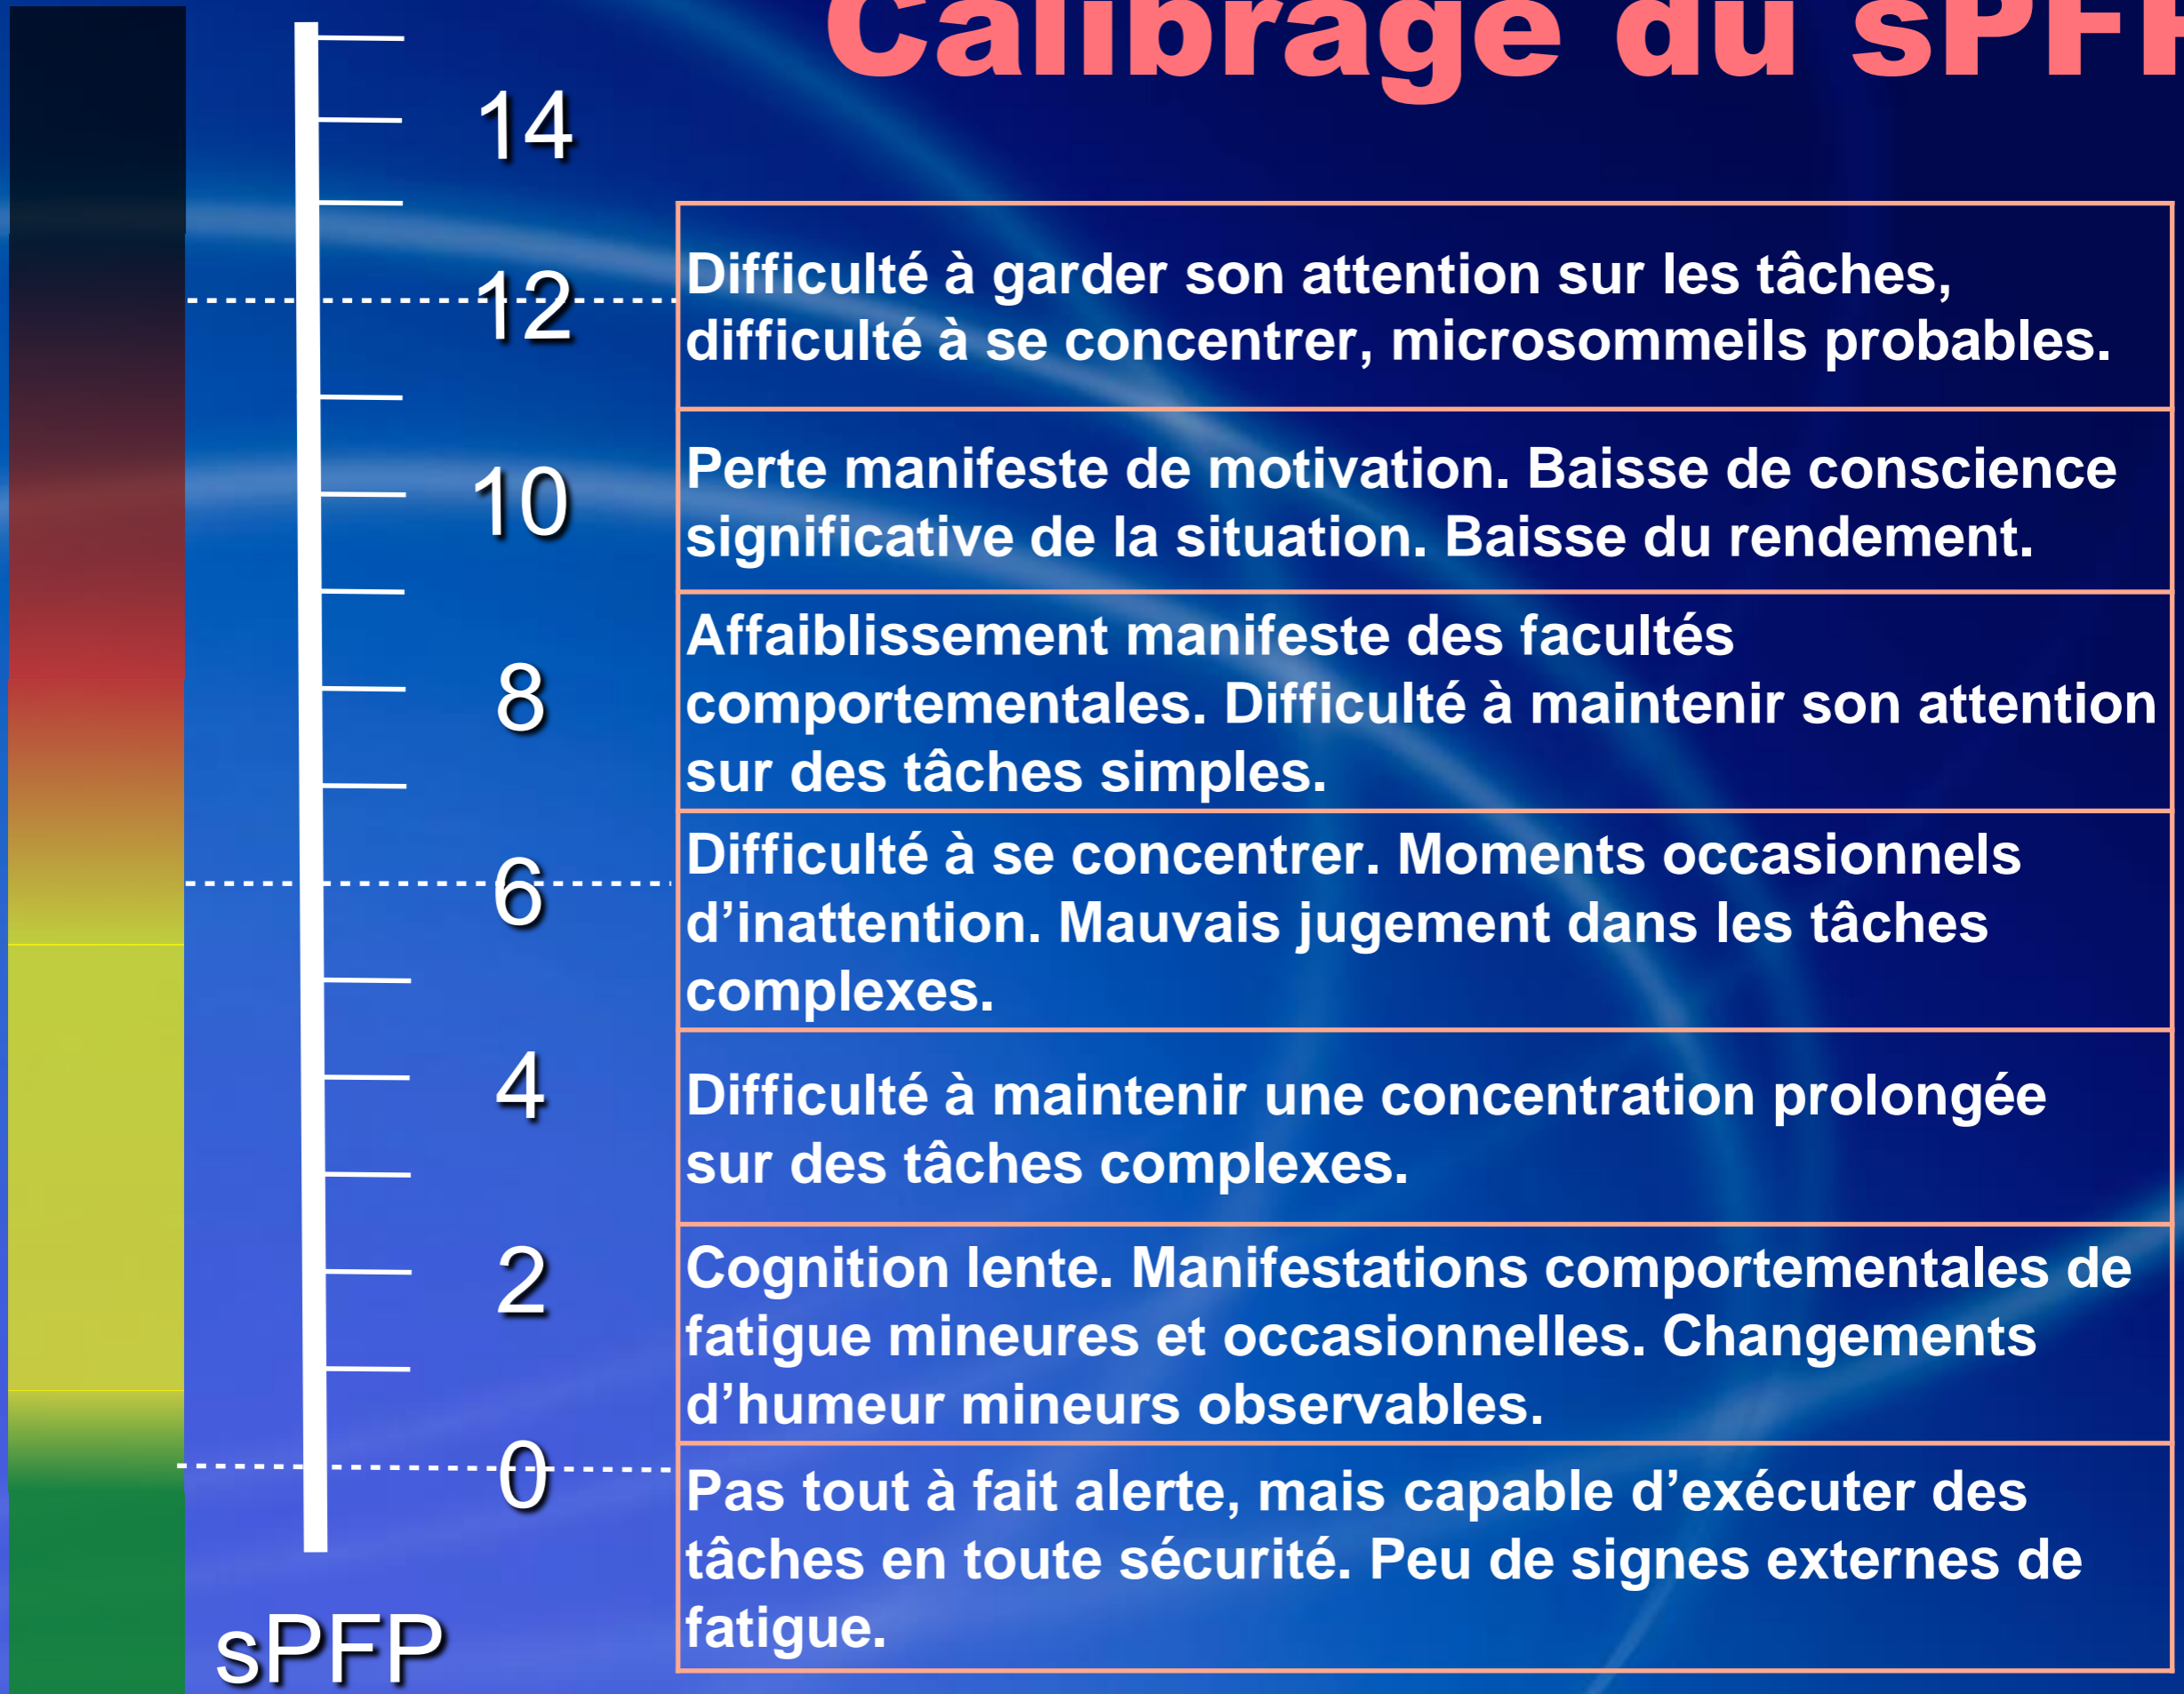 Calibrage du sPFP
14
12
Difficulté à garder son attention sur les tâches,
difficulté à se concentrer, microsommeils probables.
10
Perte manifeste de motivation. Baisse de conscience
significative de la situation. Baisse du rendement.
8
Affaiblissement manifeste des facultés
comportementales. Difficulté à maintenir son attention
sur des tâches simples.
6
Difficulté à se concentrer. Moments occasionnels
d’inattention. Mauvais jugement dans les tâches
complexes.
4
Difficulté à maintenir une concentration prolongée
sur des tâches complexes.
2
Cognition lente. Manifestations comportementales de
fatigue mineures et occasionnelles. Changements
d’humeur mineurs observables.
0
Pas tout à fait alerte, mais capable d’exécuter des
tâches en toute sécurité. Peu de signes externes de
fatigue.
sPFP